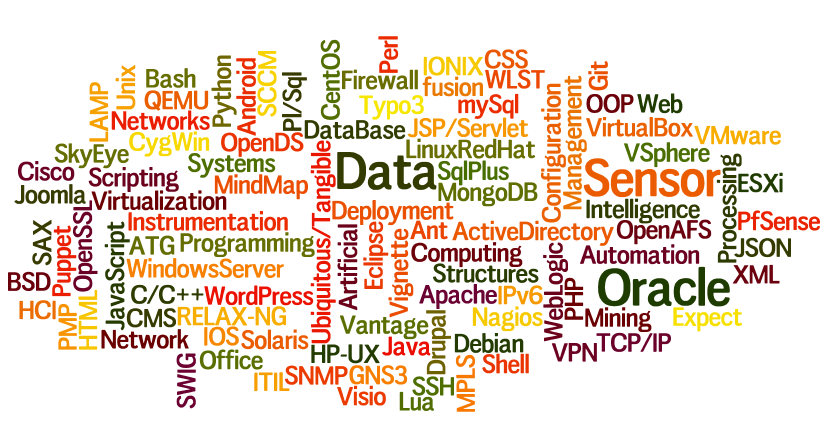 Perl
IONIX
CSS
Git
CentOS
Bash
Python
Android
SCCM
Pl/Sql
Firewall
fusion
WLST
Unix
LAMP
QEMU
Typo3
mySql
Configuration
Management
OOP
Web
Networks
CygWin
OpenDS
DataBase
JSP/Servlet
VirtualBox
VMware
SkyEye
Systems
LinuxRedHat
VSphere
Cisco
Scripting
MindMap
Ubiquitous/Tangible
Data
SqlPlus
Sensor
Processing
ESXi
Joomla
Virtualization
MongoDB
Intelligence
OpenSSL
Instrumentation
Deployment
PfSense
SAX
Puppet
JavaScript
ATG
Programming
Artificial
Eclipse
Vignette
Ant
ActiveDirectory
OpenAFS
JSON
WindowsServer
Computing
Automation
BSD
Structures
WebLogic
XML
HCI
PMP
HTML
C/C++
WordPress
Apache
IPv6
PHP
Oracle
CMS
RELAX-NG
Vantage
Drupal
Nagios
Mining
Expect
Network
IOS
Solaris
HP-UX
Java
Debian
VPN
TCP/IP
SWIG
Office
ITIL
SNMP
GNS3
SSH
MPLS
Shell
Visio
Lua